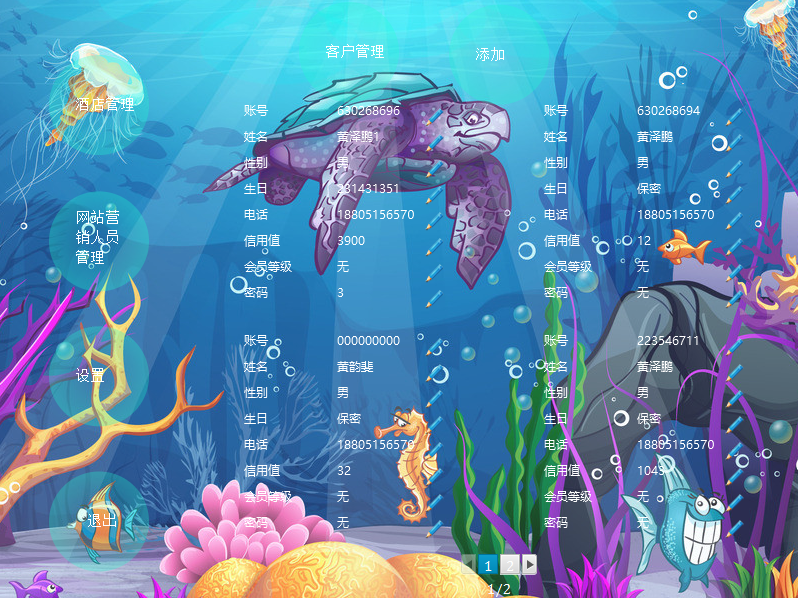 客户管理
添加
酒店管理
网站营
销人员
管理
设置
退出
账号 630268696
姓名 黄泽鹏1
性别 男
生日 231431351
电话 18805156570
信用值 3900
会员等级 无
密码 3
账号 630268694
姓名 黄泽鹏
性别 男
生日 保密
电话 18805156570
信用值 12
会员等级 无
密码 无
账号 000000000
姓名 黄韵斐
性别 男
生日 保密
电话 18805156570
信用值 32
会员等级 无
密码 无
账号 223546711
姓名 黄泽鹏
性别 男
生日 保密
电话 18805156570
信用值 1043
会员等级 无
密码 无
1 2
1/2